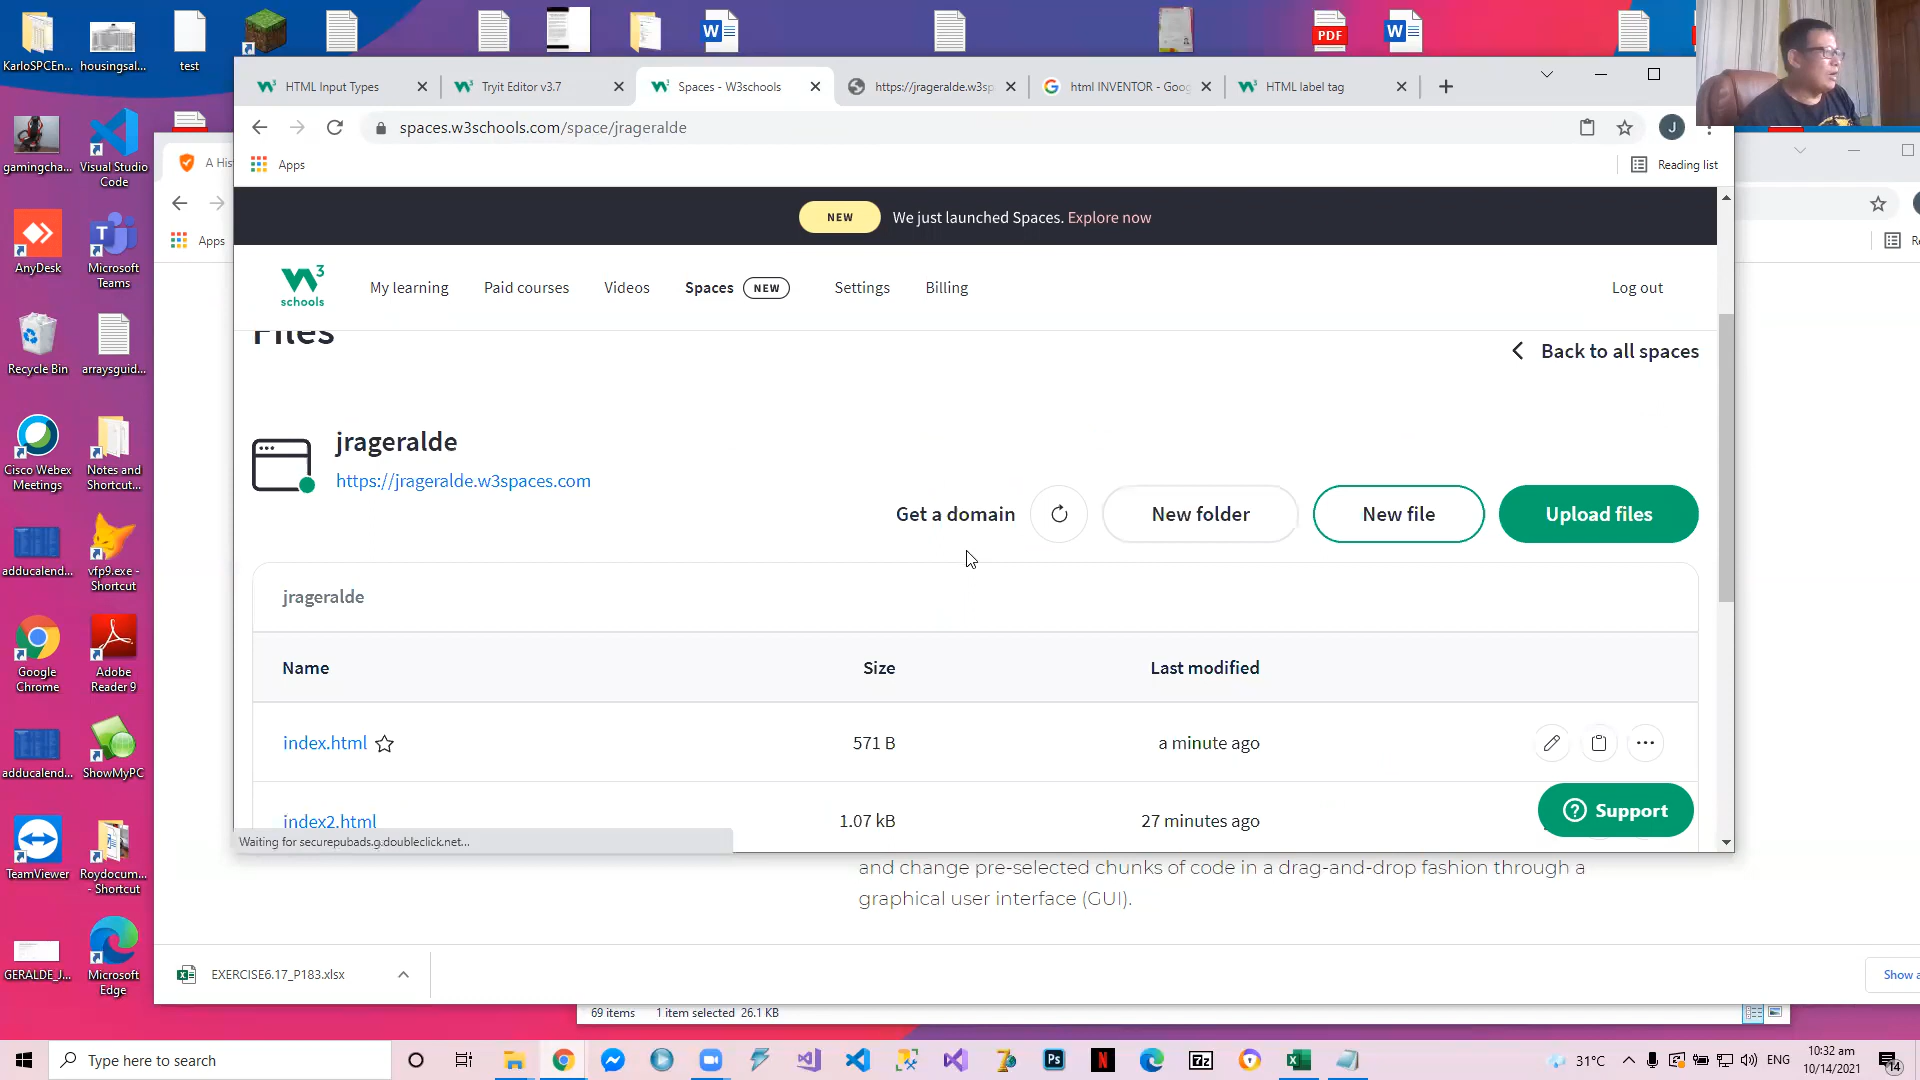 KarloSPCEn...
housingsal...
test
HTML Input Types
Tryit Editor v3.7
Spaces - W3schools
https://jrageralde.w3sp
html INVENTOR - Goog
HTML label tag
spaces.w3schools.com/space/jrageralde
J
Apps
Reading list
PDF
gamingcha...
Visual Studio
Code
A His
Apps
NEW
We just launched Spaces. Explore now
schools
My learning
Paid courses
Videos
Spaces
NEW
Settings
Billing
Log out
Files
Back to all spaces
AnyDesk
Microsoft
Teams
Recycle Bin
arraysguid...
jrageralde
https://jrageralde.w3spaces.com
Get a domain
New folder
New file
Upload files
Cisco Webex
Meetings
Notes and
Shortcut...
jrageralde
Name
Size
Last modified
adducalend...
vfp9.exe -
Shortcut
index.html
571 B
a minute ago
Google
Chrome
Adobe
Reader 9
index2.html
1.07 kB
27 minutes ago
Support
Waiting for securepubads.g.doubleclick.net...
adducalend...
ShowMyPC
and change pre-selected chunks of code in a drag-and-drop fashion through a
graphical user interface (GUI).
TeamViewer
Roydocum...
- Shortcut
GERALDE_J...
Microsoft
Edge
EXERCISE6.17_P183.xlsx
Show a
69 items
1 item selected 26.1 KB
Type here to search
31°C
ENG
10:32 am
10/14/2021
14